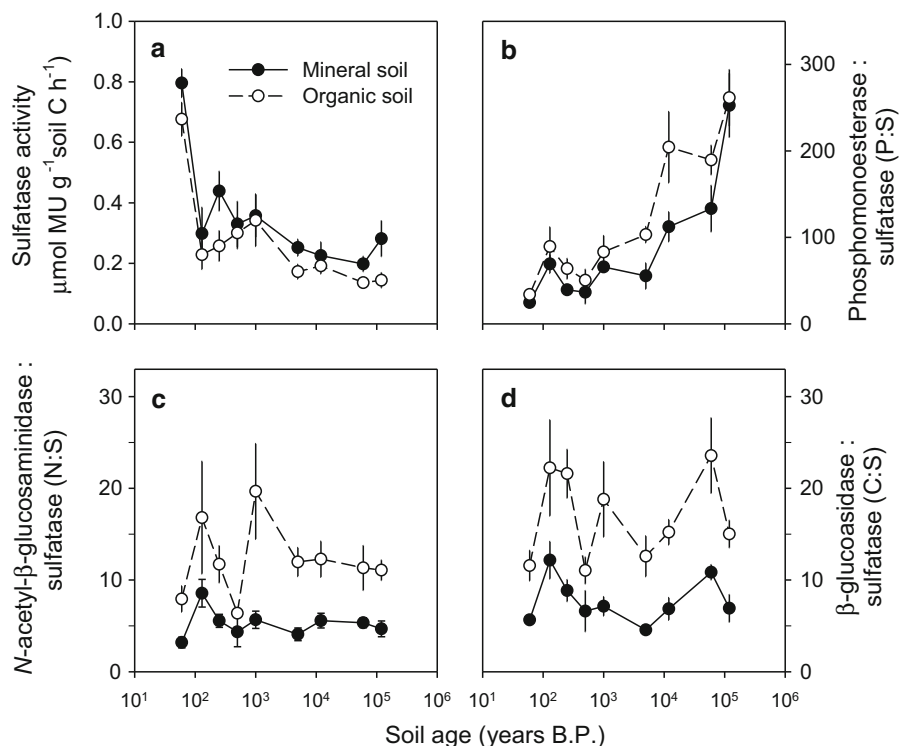 Sulfatase activity
µmol MU g⁻¹soil C h⁻¹
1.0
0.8
0.6
0.4
0.2
0.0
a
Mineral soil
Organic soil
b
300
200
100
0
Phosphomonoesterase :
sulfatase (P:S)
N-acetyl-β-glucosaminidase :
sulfatase (N:S)
30
20
10
0
c
10¹ 10² 10³ 10⁴ 10⁵ 10⁶
d
30
20
10
0
10¹ 10² 10³ 10⁴ 10⁵ 10⁶
β-glucoasidase :
sulfatase (C:S)
Soil age (years B.P.)